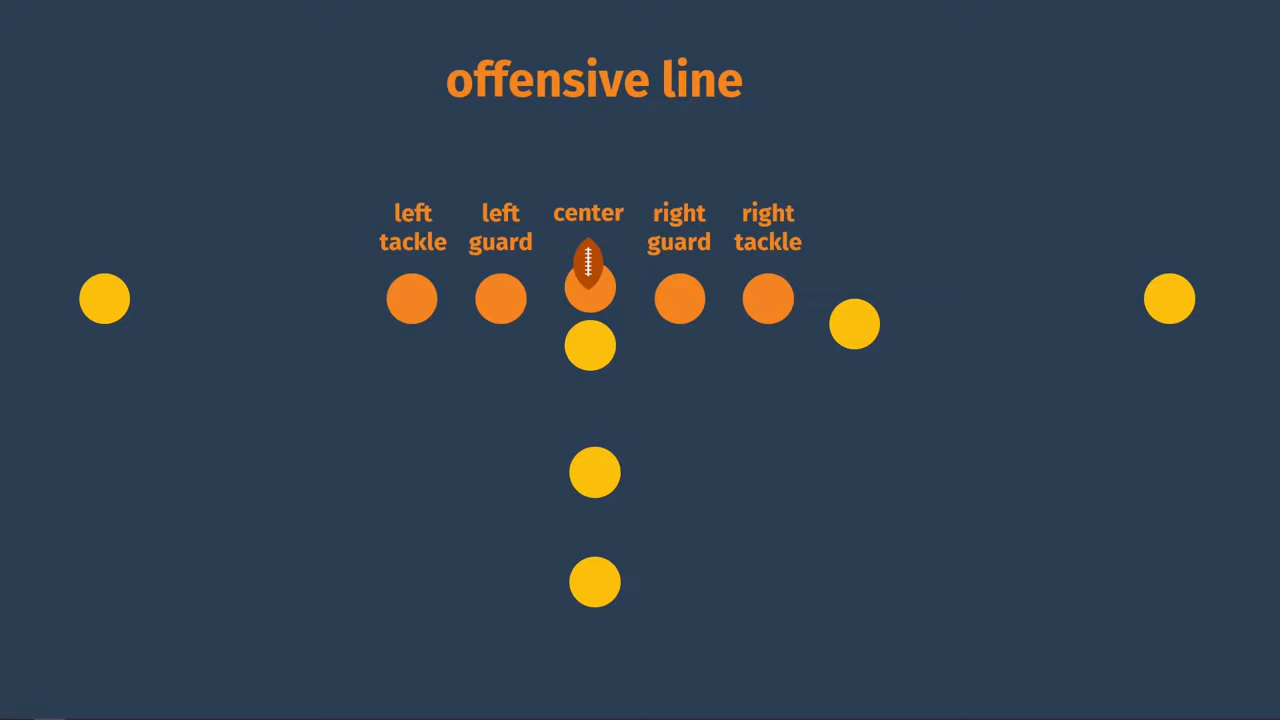 offensive line
left
tackle
left
guard
center
right
guard
right
tackle